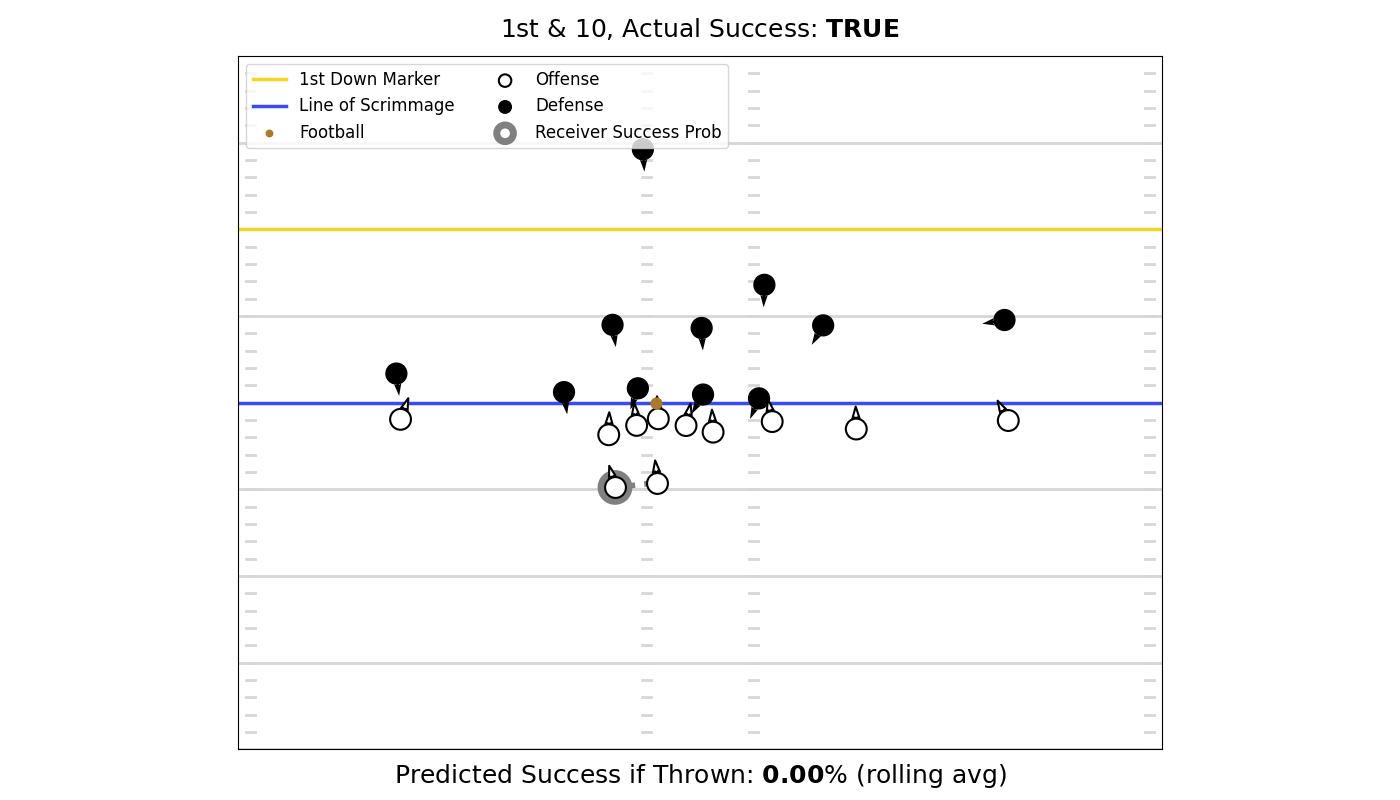 1st & 10, Actual Success: TRUE
1st Down Marker
Line of Scrimmage
Football
Offense
Defense
Receiver Success Prob
Predicted Success if Thrown: 0.00% (rolling avg)